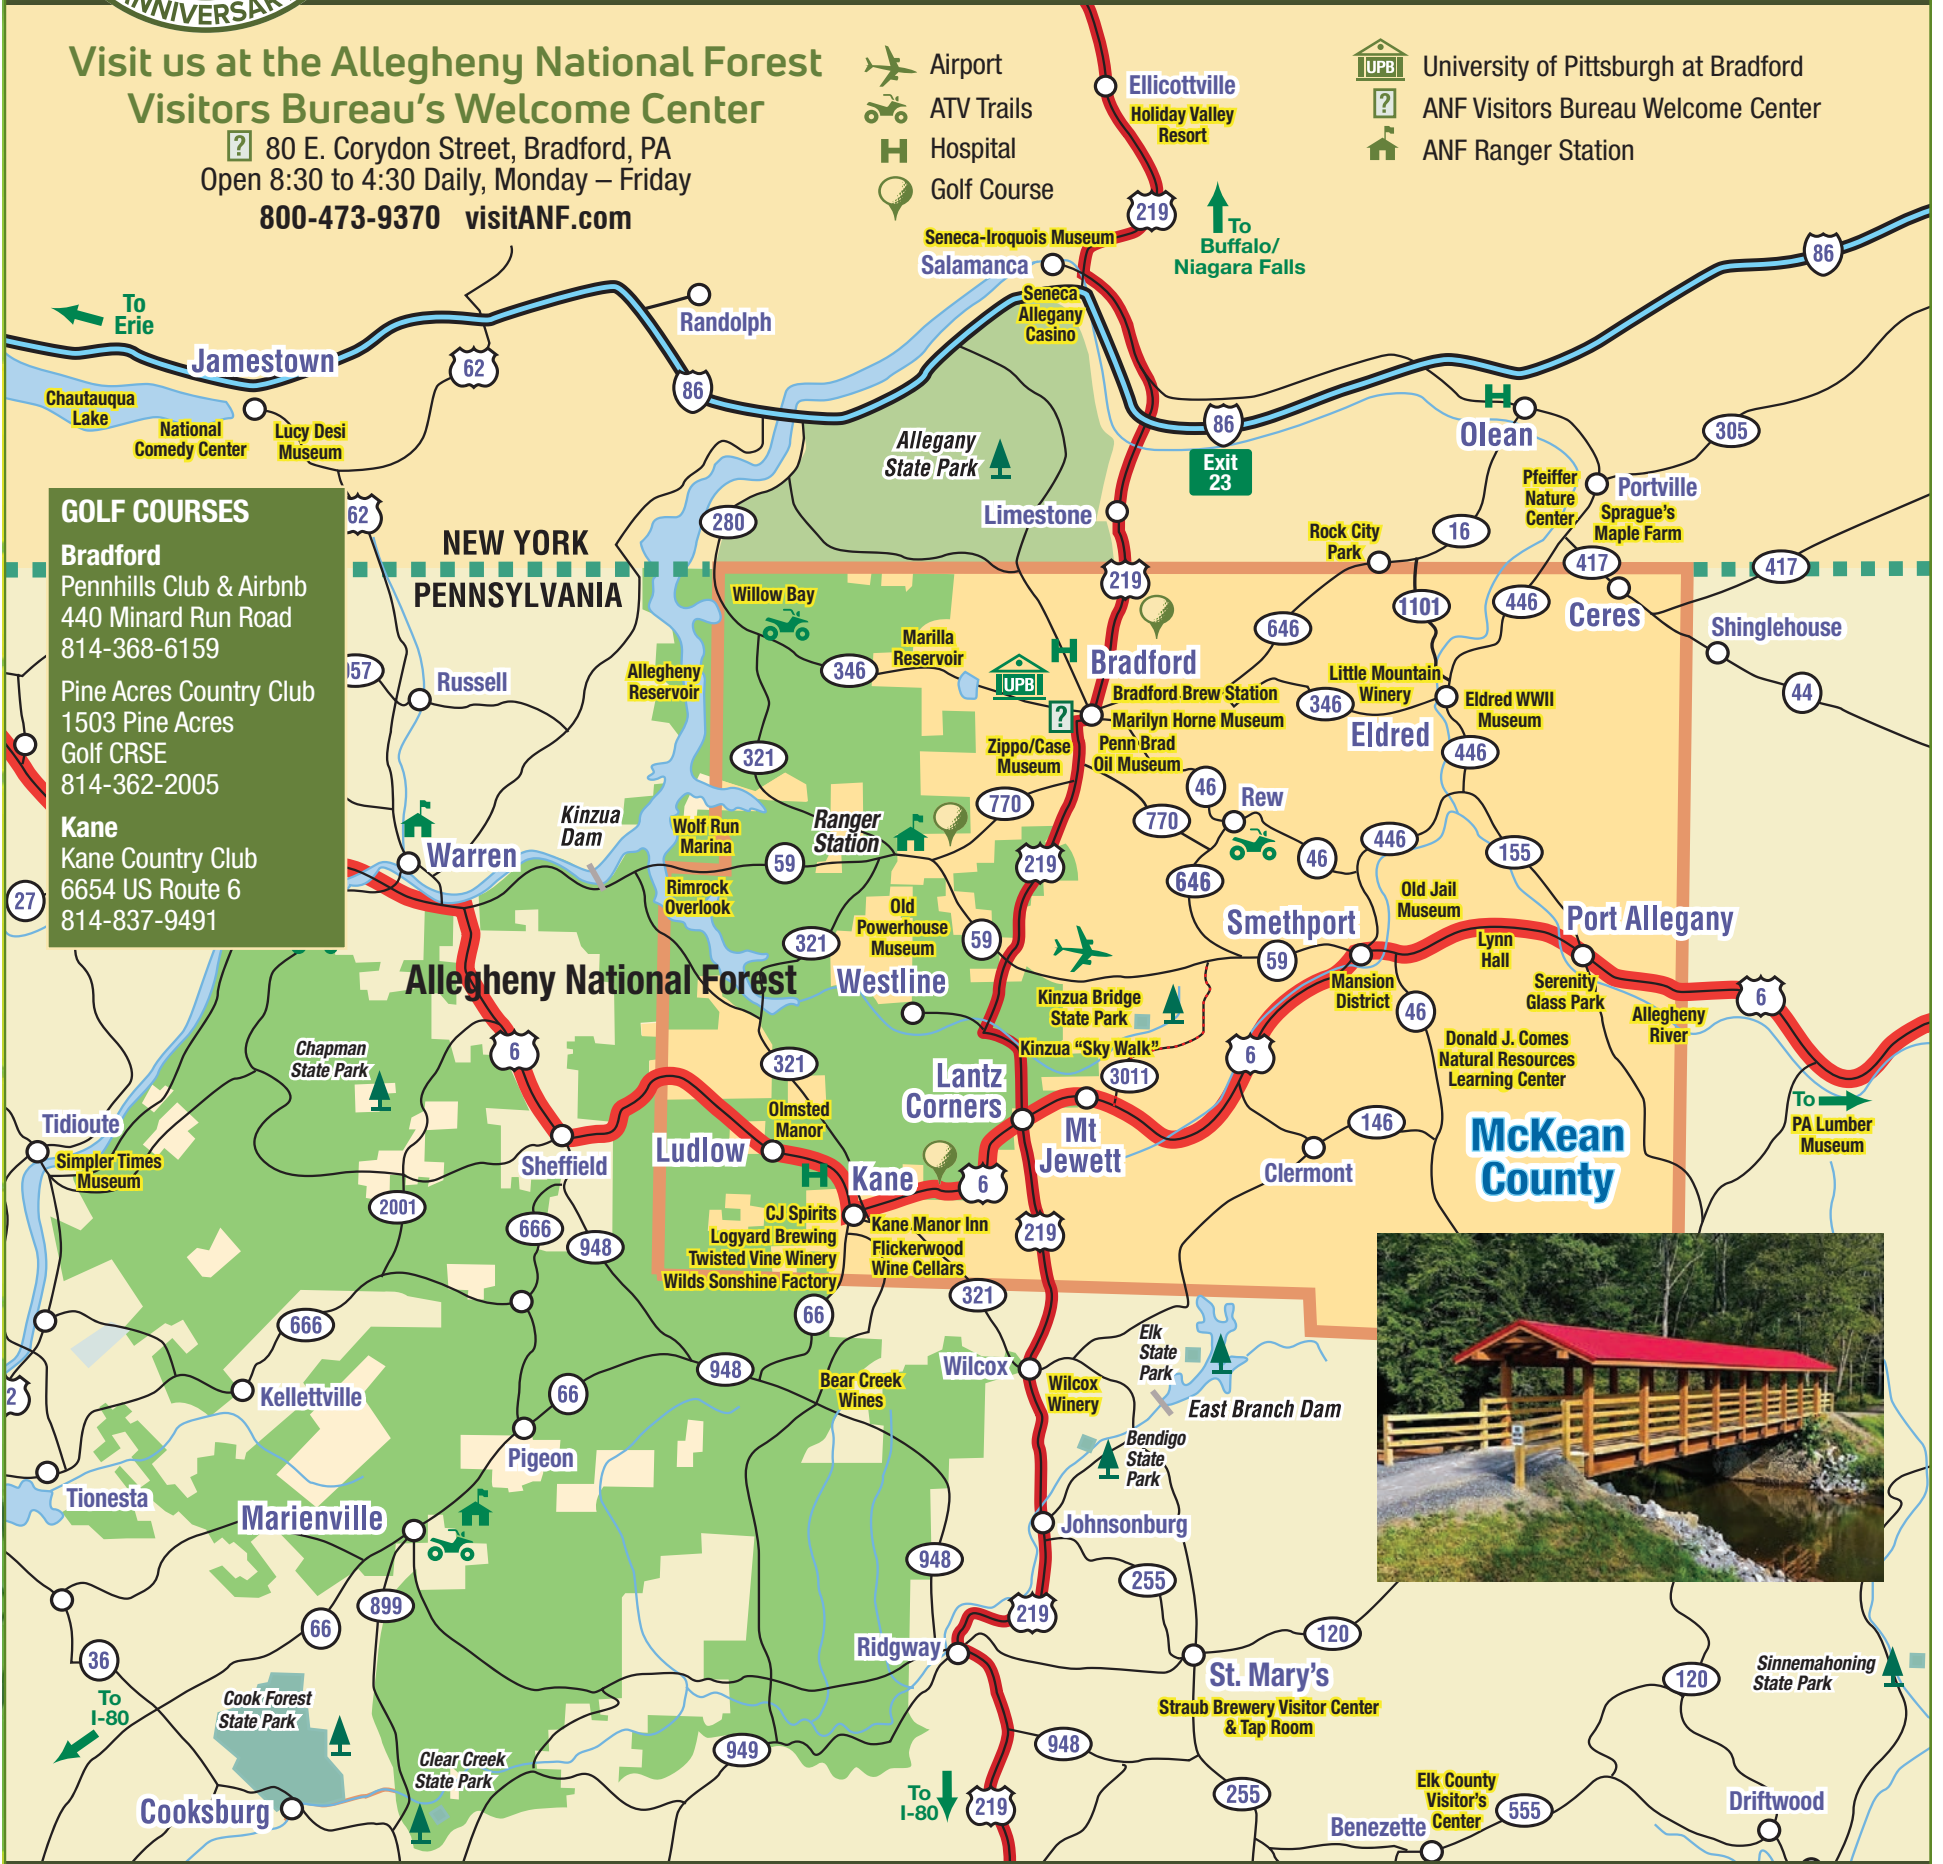 ANNIVERSARY
Visit us at the Allegheny National Forest
Visitors Bureau's Welcome Center
? 80 E. Corydon Street, Bradford, PA
Open 8:30 to 4:30 Daily, Monday – Friday
800-473-9370 visitANF.com
Airport
ATV Trails
H Hospital
Golf Course
UPB University of Pittsburgh at Bradford
? ANF Visitors Bureau Welcome Center
ANF Ranger Station
Ellicottville
Holiday Valley
Resort
219
To
Buffalo/
Niagara Falls
Seneca-Iroquois Museum
Salamanca
Seneca
Allegany
Casino
86
To
Erie
Randolph
Jamestown
62
86
Chautauqua
Lake
National
Comedy Center
Lucy Desi
Museum
86
Exit
23
H
Olean
305
Allegany
State Park
Limestone
Pfeiffer
Nature
Center
Portville
Sprague's
Maple Farm
GOLF COURSES
Bradford
Pennhills Club & Airbnb
440 Minard Run Road
814-368-6159
Pine Acres Country Club
1503 Pine Acres
Golf CRSE
814-362-2005
Kane
Kane Country Club
6654 US Route 6
814-837-9491
62
NEW YORK
PENNSYLVANIA
280
Rock City
Park
16
417
417
219
Willow Bay
1101
446
Ceres
646
Shinglehouse
Marilla
Reservoir
H
Bradford
UPB
346
Allegheny
Reservoir
57
Russell
Little Mountain
Winery
44
?
Bradford Brew Station
Marilyn Horne Museum
346
Eldred WWII
Museum
Eldred
Zippo/Case
Museum
Penn Brad
Oil Museum
321
446
46
Rew
770
770
Kinzua
Dam
Wolf Run
Marina
Ranger
Station
446
155
Warren
59
219
46
646
27
Rimrock
Overlook
Old
Powerhouse
Museum
Old Jail
Museum
321
59
Smethport
Port Allegany
Lynn
Hall
59
Allegheny National Forest
Westline
Mansion
District
Serenity
Glass Park
6
Kinzua Bridge
State Park
46
Allegheny
River
Kinzua "Sky Walk"
Donald J. Comes
Natural Resources
Learning Center
6
6
Chapman
State Park
321
3011
Lantz
Corners
To
PA Lumber
Museum
Olmsted
Manor
Tidioute
Simpler Times
Museum
Sheffield
Ludlow
Mt
Jewett
146
Clermont
McKean
County
H
Kane
6
2001
666
948
CJ Spirits
Logyard Brewing
Twisted Vine Winery
Wilds Sonshine Factory
Kane Manor Inn
Flickerwood
Wine Cellars
219
321
66
666
Elk
State
Park
948
Wilcox
Wilcox
Winery
Bear Creek
Wines
66
2
Kellettville
East Branch Dam
Bendigo
State
Park
Pigeon
Tionesta
Marienville
Johnsonburg
948
255
899
66
219
120
36
Ridgway
St. Mary's
Straub Brewery Visitor Center
& Tap Room
120
Sinnemahoning
State Park
To
I-80
Cook Forest
State Park
949
948
Clear Creek
State Park
To
I-80
219
255
Elk County
Visitor's
Center
555
Cooksburg
Benezette
Driftwood